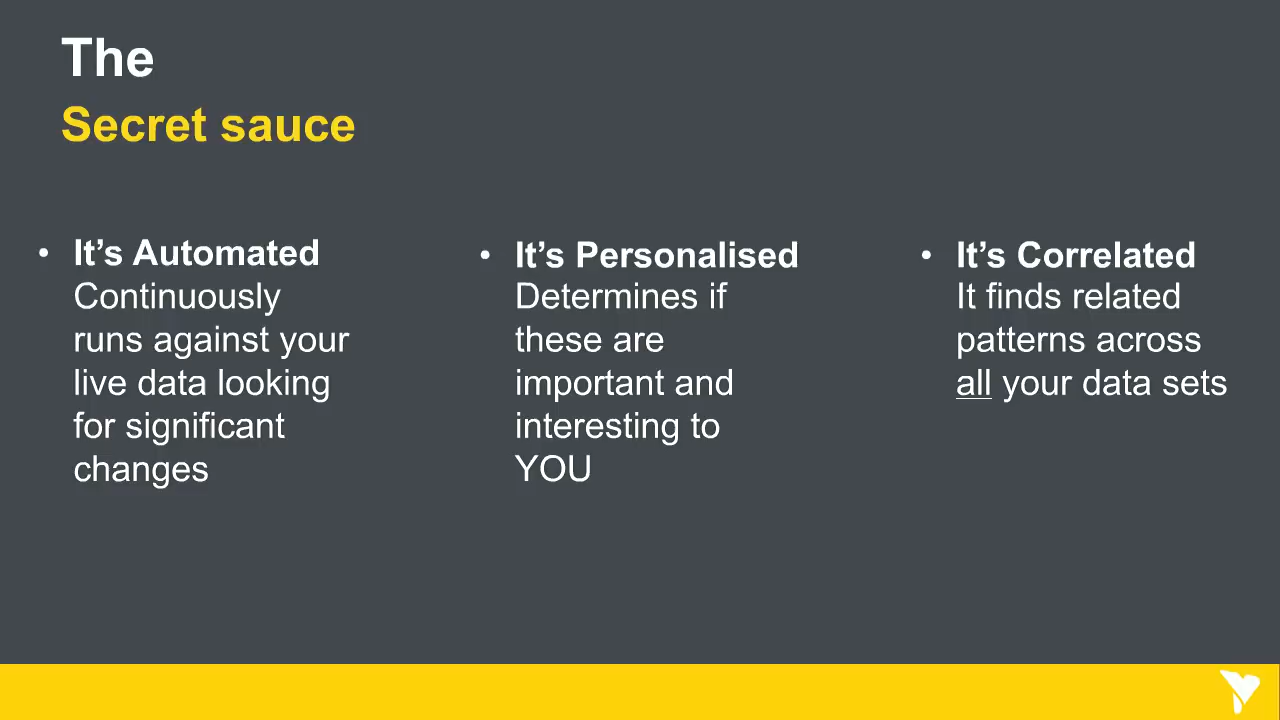 The
Secret sauce
• It’s Automated
Continuously
runs against your
live data looking
for significant
changes
• It’s Personalised
Determines if
these are
important and
interesting to
YOU
• It’s Correlated
It finds related
patterns across
all your data sets